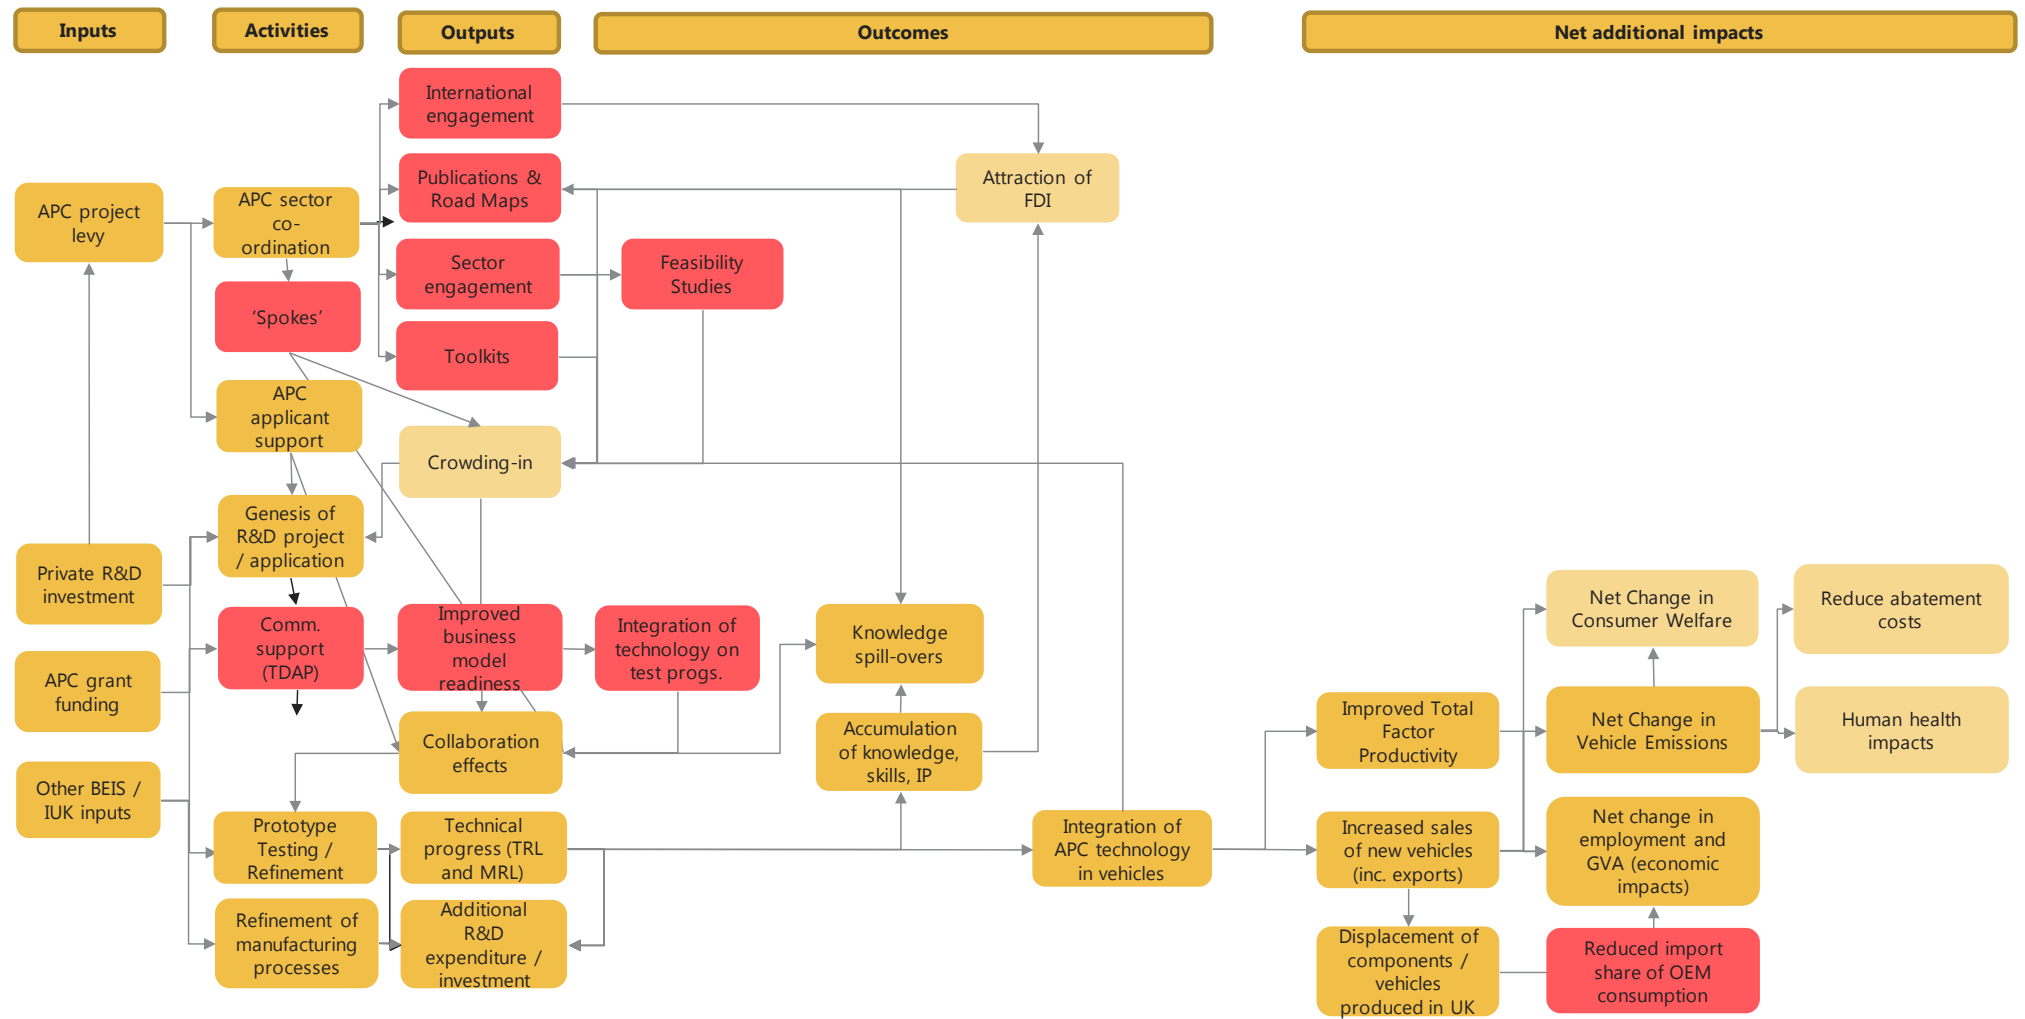 Inputs
Activities
Outputs
Outcomes
Net additional impacts
International
engagement
Publications &
Road Maps
Attraction of
FDI
APC project
levy
APC sector
co-
ordination
Sector
engagement
Feasibility
Studies
‘Spokes’
Toolkits
APC
applicant
support
Crowding-in
Genesis of
R&D project
/ application
Private R&D
investment
Comm.
support
(TDAP)
Improved
business
model
readiness
Integration of
technology on
test progs.
Knowledge
spill-overs
Net Change in
Consumer Welfare
Reduce abatement
costs
APC grant
funding
Collaboration
effects
Accumulation
of knowledge,
skills, IP
Improved Total
Factor
Productivity
Net Change in
Vehicle Emissions
Human health
impacts
Other BEIS /
IUK inputs
Prototype
Testing /
Refinement
Technical
progress (TRL
and MRL)
Integration of
APC technology
in vehicles
Increased sales
of new vehicles
(inc. exports)
Net change in
employment and
GVA (economic
impacts)
Refinement of
manufacturing
processes
Additional
R&D
expenditure /
investment
Displacement of
components /
vehicles
produced in UK
Reduced import
share of OEM
consumption